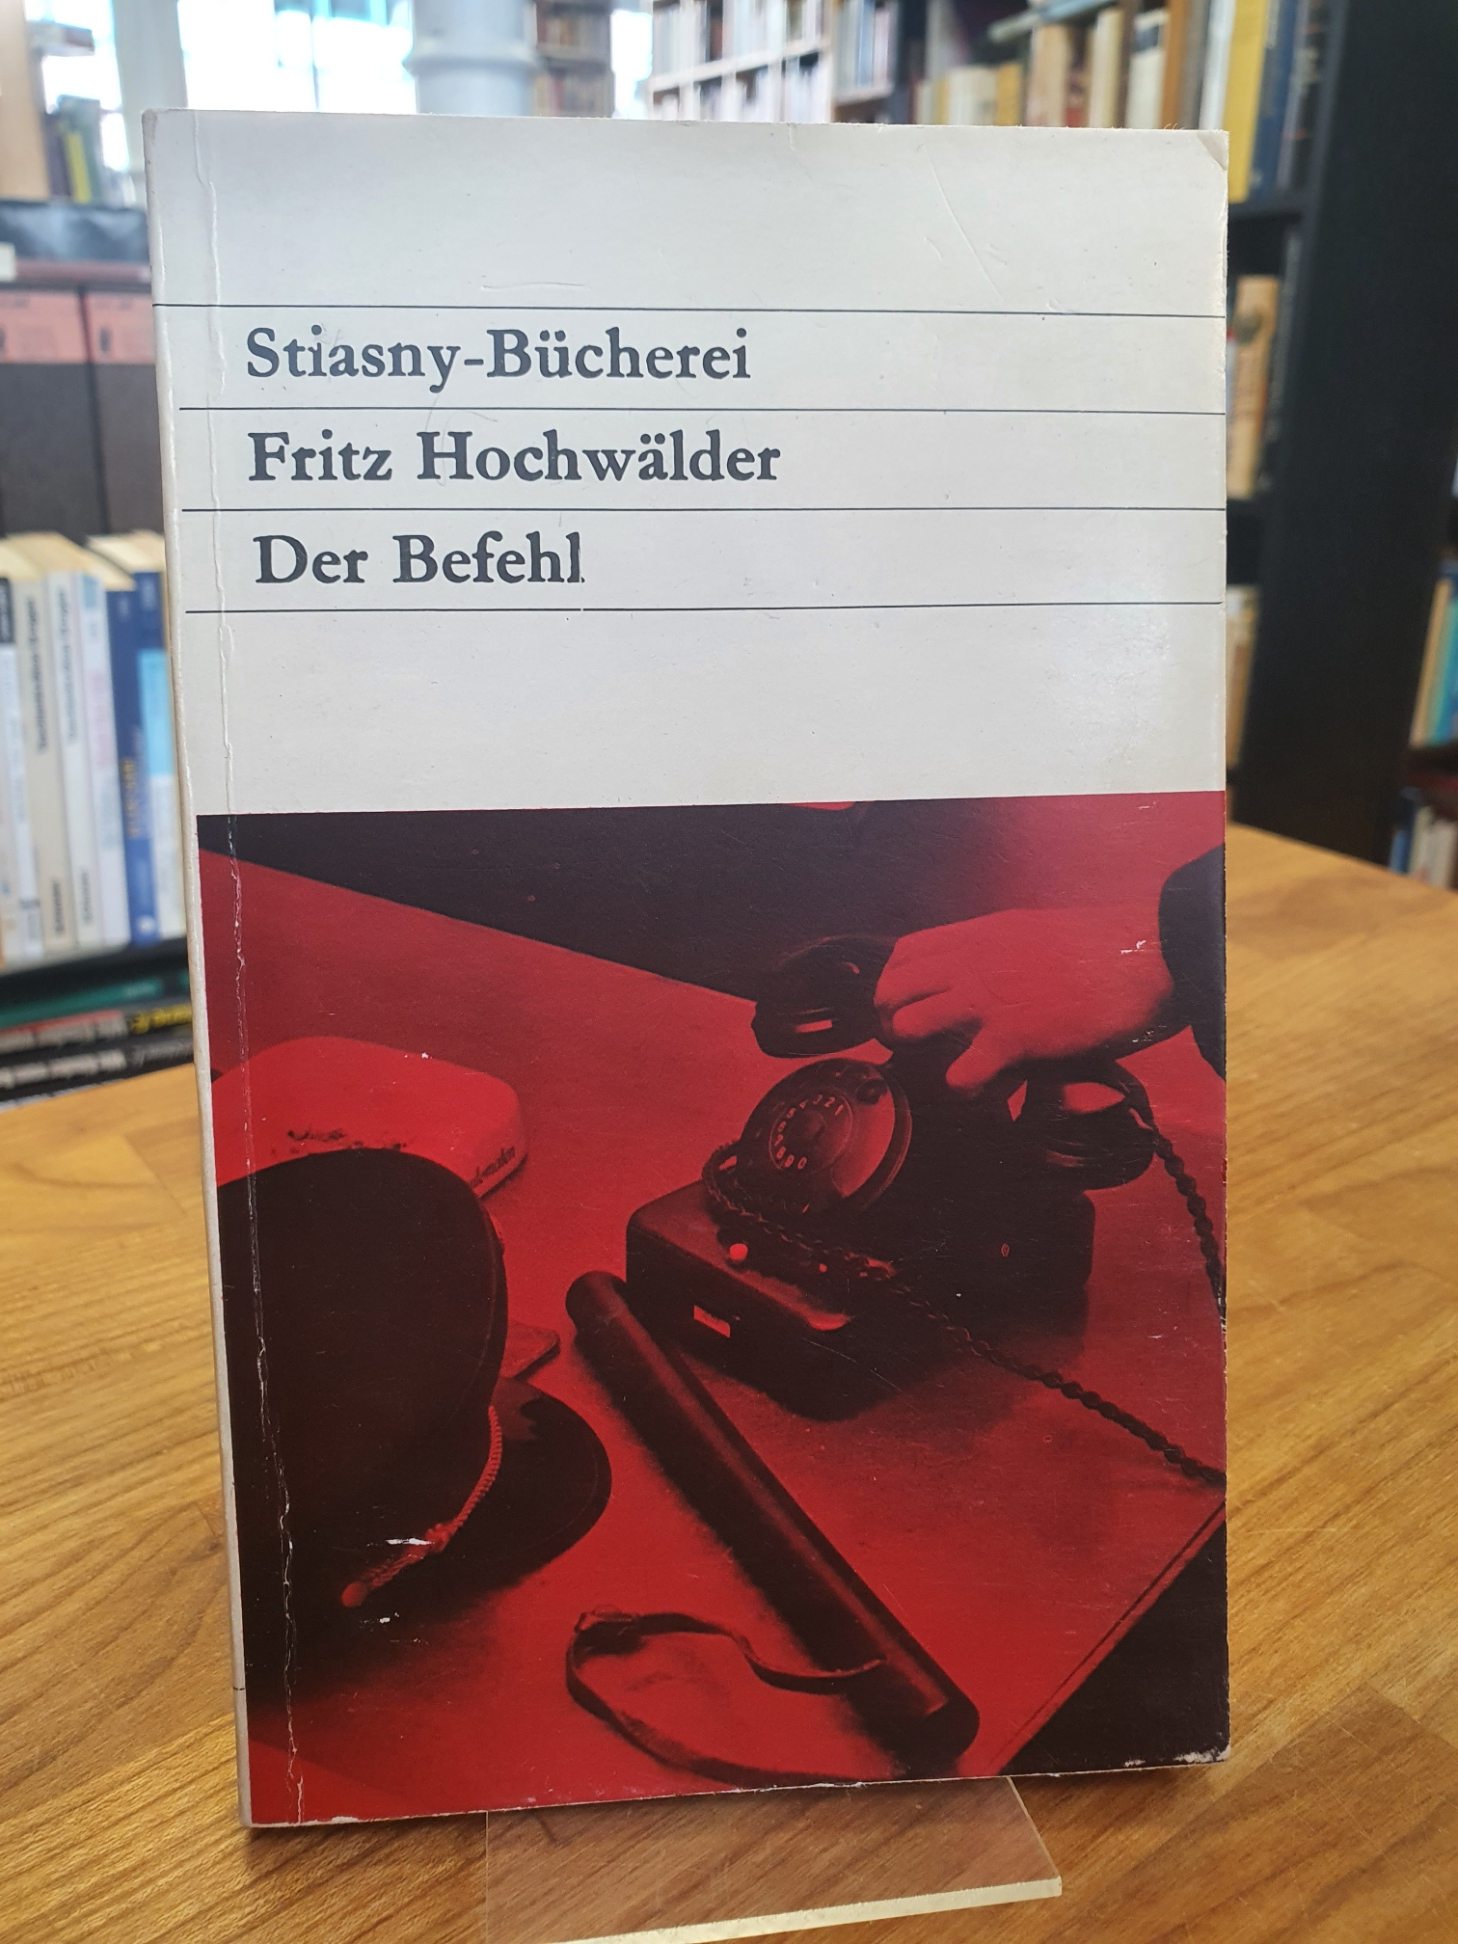 Stiasny-Bücherei
Fritz Hochwälder
Der Befehl